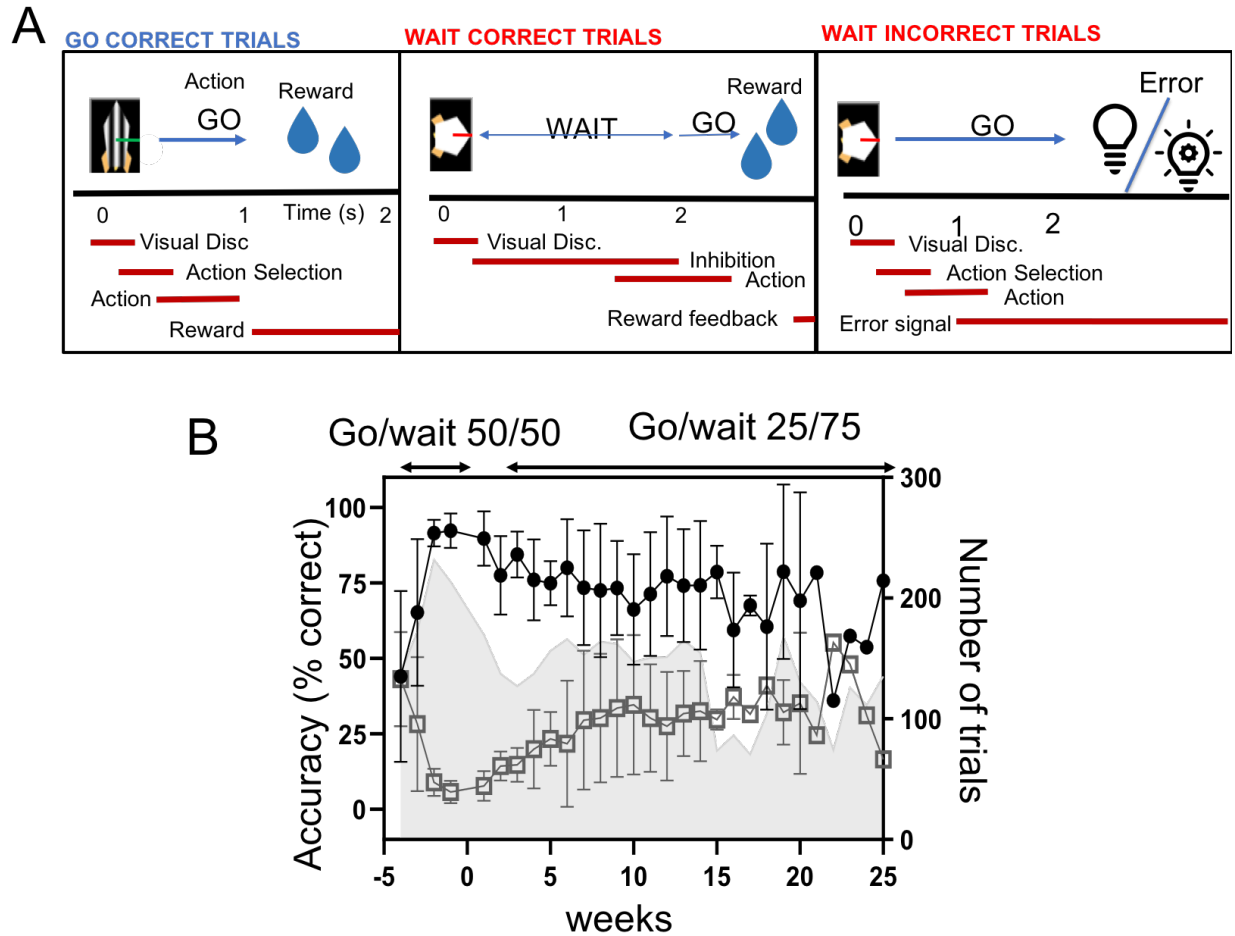 A
GO CORRECT TRIALS
WAIT CORRECT TRIALS
WAIT INCORRECT TRIALS
Action
GO
Reward
0
1
Time (s)
2
Visual Disc
Action Selection
Action
Reward
WAIT
GO
Reward
0
1
2
Visual Disc.
Inhibition
Action
Reward feedback
GO
Error
0
1
2
Visual Disc.
Action Selection
Action
Error signal
B
Go/wait 50/50
Go/wait 25/75
Accuracy (% correct)
100
75
50
25
0
300
200
100
0
Number of trials
-5
0
5
10
15
20
25
weeks